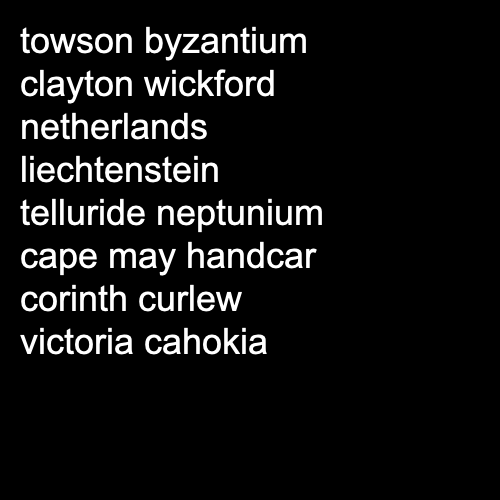 towson byzantium
clayton wickford
netherlands
liechtenstein
telluride neptunium
cape may handcar
corinth curlew
victoria cahokia